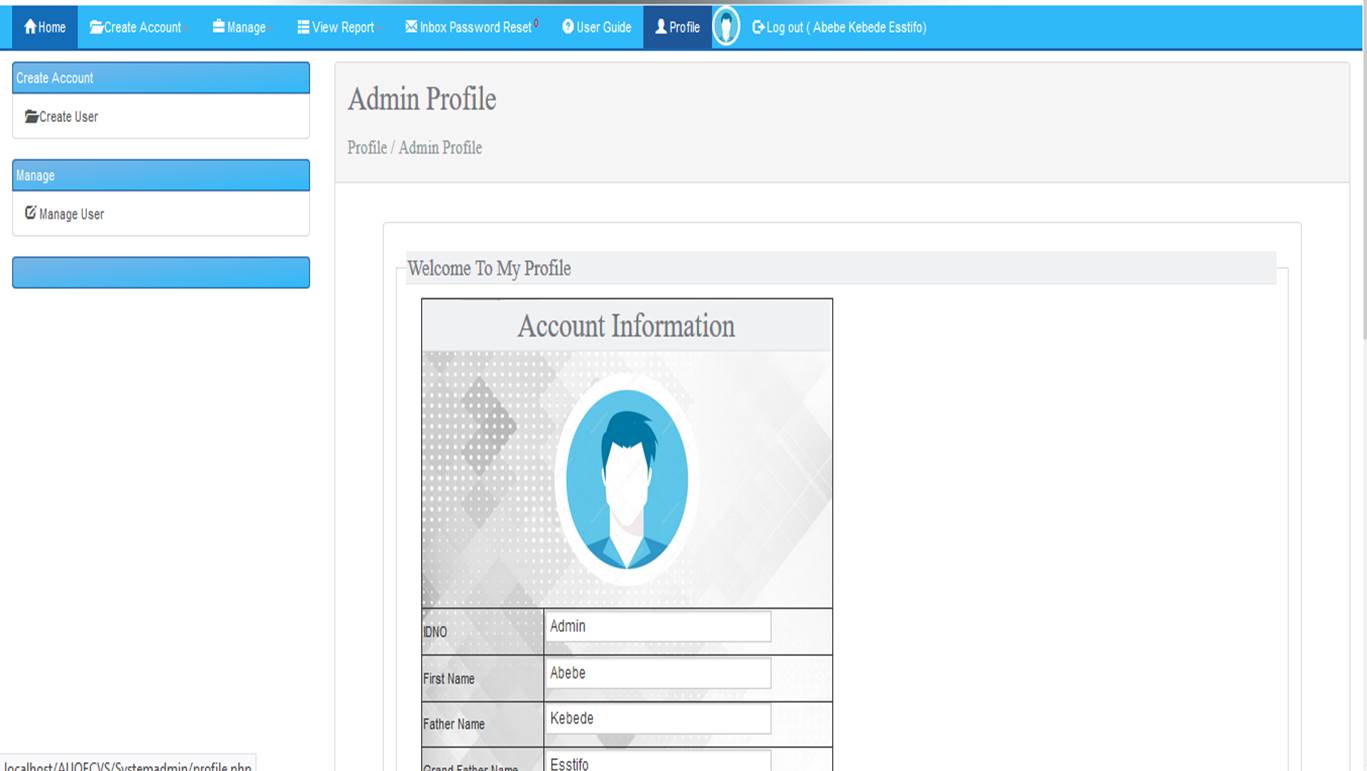 Home Create Account Manage View Report Inbox Password Reset 0 User Guide Profile Log out ( Abebe Kebede Esstifo)
Create Account
Create User
Manage
Manage User
Admin Profile
Profile / Admin Profile
Welcome To My Profile
Account Information
IDNO Admin
First Name Abebe
Father Name Kebede
Grand Father Name Esstifo
localhost/AUOECVS/Systemadmin/profile.php